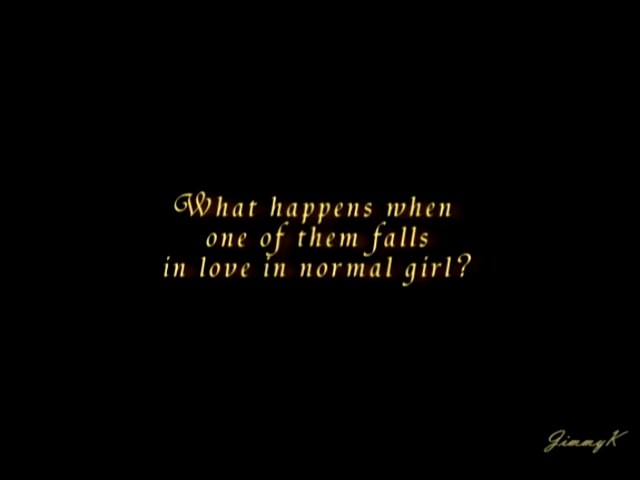 What happens when
one of them falls
in love in normal girl?
JimmyK